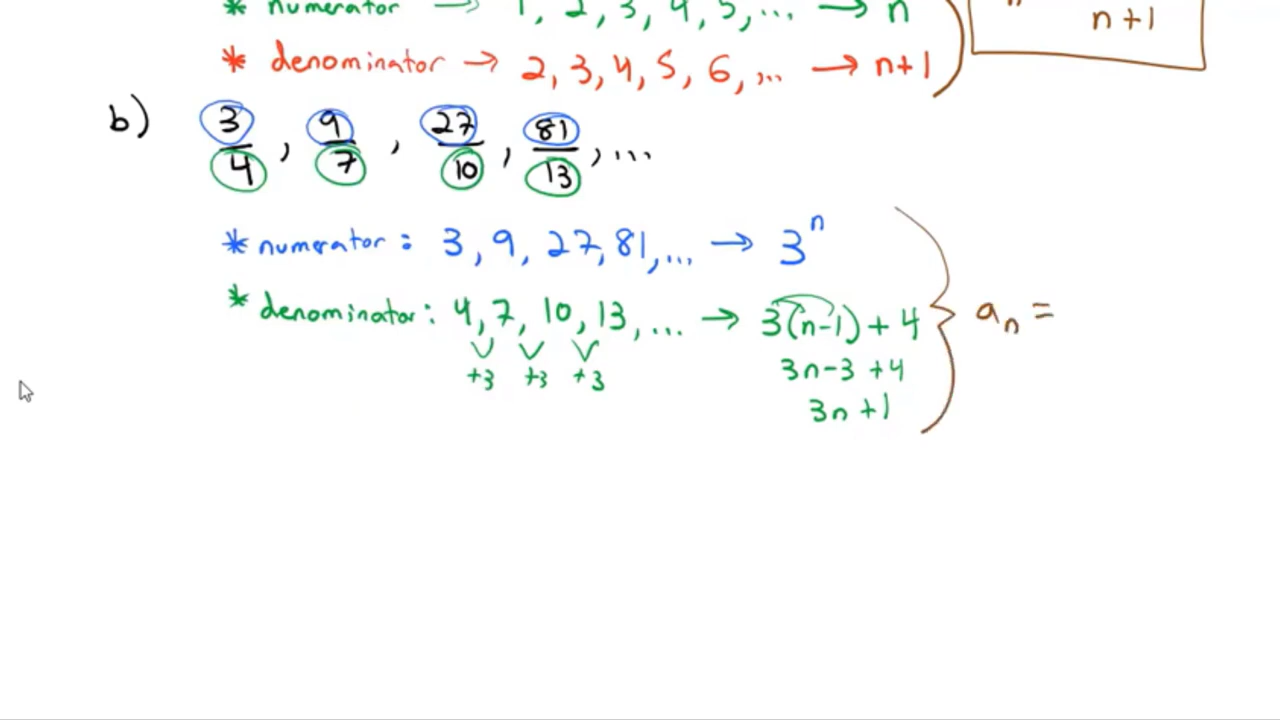 * numerator → 1, 2, 3, 4, 5, ... → n
* denominator → 2, 3, 4, 5, 6, ... → n+1
n
n+1
b) 3/4, 9/7, 27/10, 81/13, ...
* numerator: 3, 9, 27, 81, ... → 3ⁿ
* denominator: 4, 7, 10, 13, ... → 3(n-1) + 4
+3 +3 +3
3n-3 +4
3n +1
aₙ =